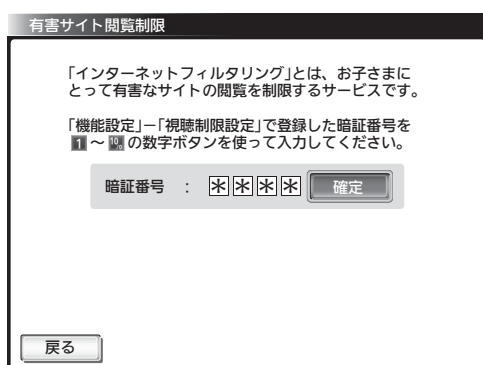 有害サイト閲覧制限
「インターネットフィルタリング」とは、お子さまに
とって有害なサイトの閲覧を制限するサービスです。
「機能設定」－「視聴制限設定」で登録した暗証番号を
1 ～ 10 の数字ボタンを使って入力してください。
暗証番号 : ＊＊＊＊ 確定
戻る